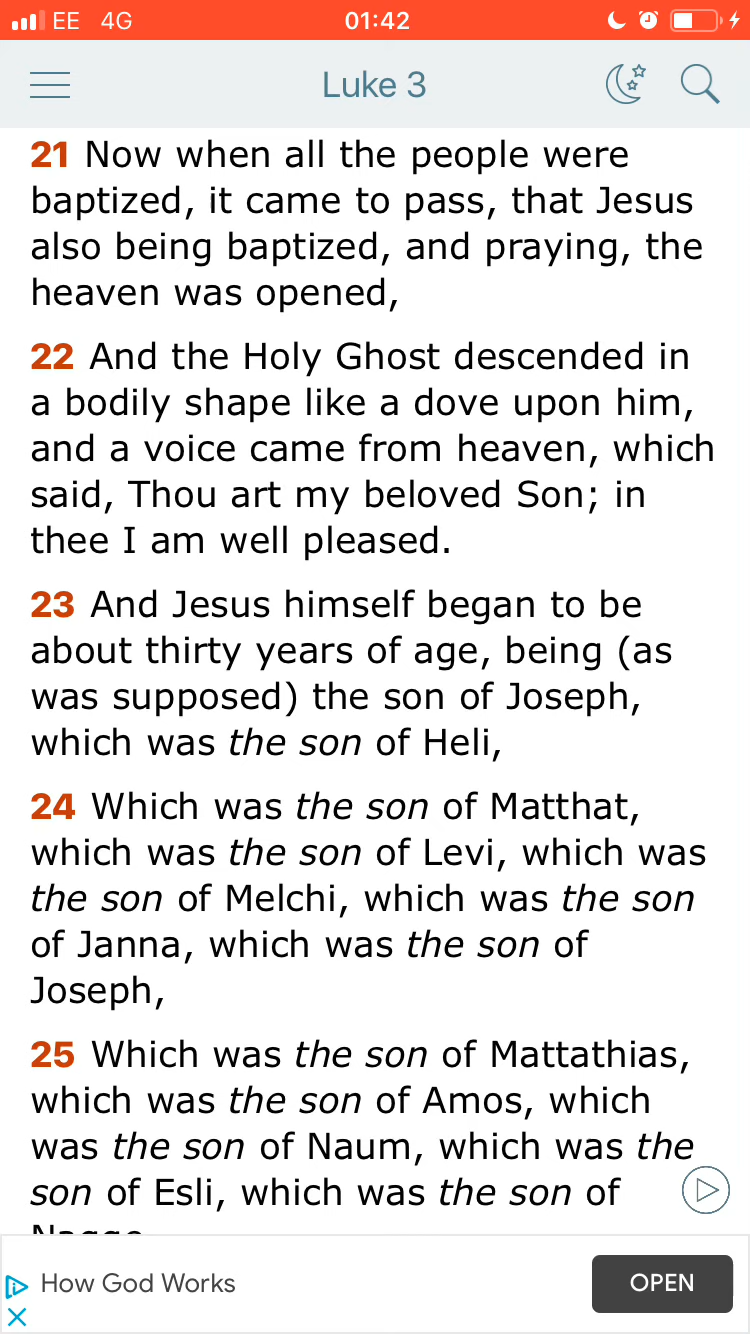 EE 4G 01:42
Luke 3
21 Now when all the people were
baptized, it came to pass, that Jesus
also being baptized, and praying, the
heaven was opened,
22 And the Holy Ghost descended in
a bodily shape like a dove upon him,
and a voice came from heaven, which
said, Thou art my beloved Son; in
thee I am well pleased.
23 And Jesus himself began to be
about thirty years of age, being (as
was supposed) the son of Joseph,
which was the son of Heli,
24 Which was the son of Matthat,
which was the son of Levi, which was
the son of Melchi, which was the son
of Janna, which was the son of
Joseph,
25 Which was the son of Mattathias,
which was the son of Amos, which
was the son of Naum, which was the
son of Esli, which was the son of
How God Works
OPEN